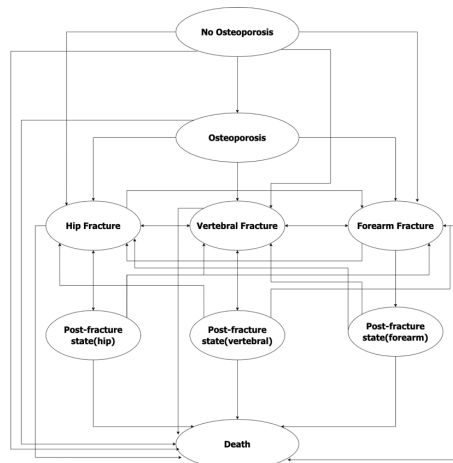 No Osteoporosis
Osteoporosis
Hip Fracture
Vertebral Fracture
Forearm Fracture
Post-fracture
state(hip)
Post-fracture
state(vertebral)
Post-fracture
state(forearm)
Death